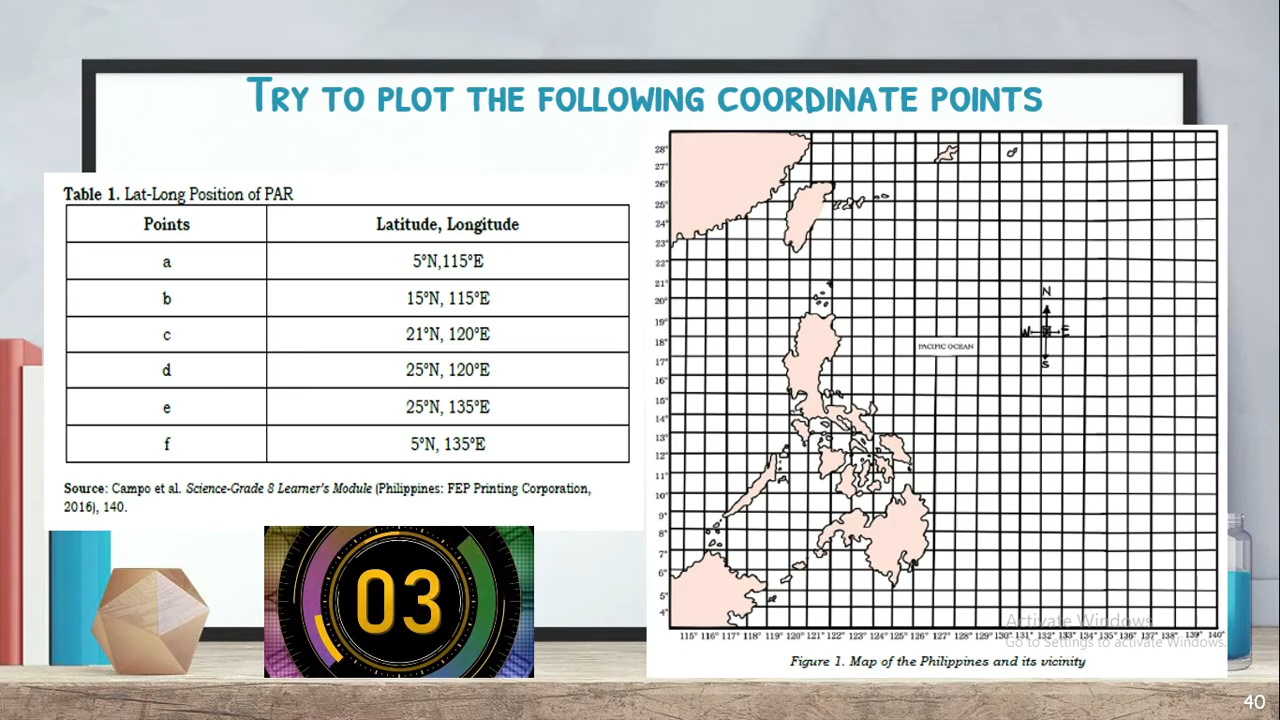 Try to plot the following coordinate points
Table 1. Lat-Long Position of PAR
Points Latitude, Longitude
a 5°N,115°E
b 15°N, 115°E
c 21°N, 120°E
d 25°N, 120°E
e 25°N, 135°E
f 5°N, 135°E
Source: Campo et al. Science-Grade 8 Learner's Module (Philippines: FEP Printing Corporation,
2016), 140.
03
28°
27°
26°
25°
24°
23°
22°
21°
20°
19°
18°
17°
16°
15°
14°
13°
12°
11°
10°
9°
8°
7°
6°
5°
4°
N
W E
S
PACIFIC OCEAN
115° 116° 117° 118° 119° 120° 121° 122° 123° 124° 125° 126° 127° 128° 129° 130° 131° 132° 133° 134° 135° 136° 137° 138° 139° 140°
Figure 1. Map of the Philippines and its vicinity
Activate Windows
Go to Settings to activate Windows.
40